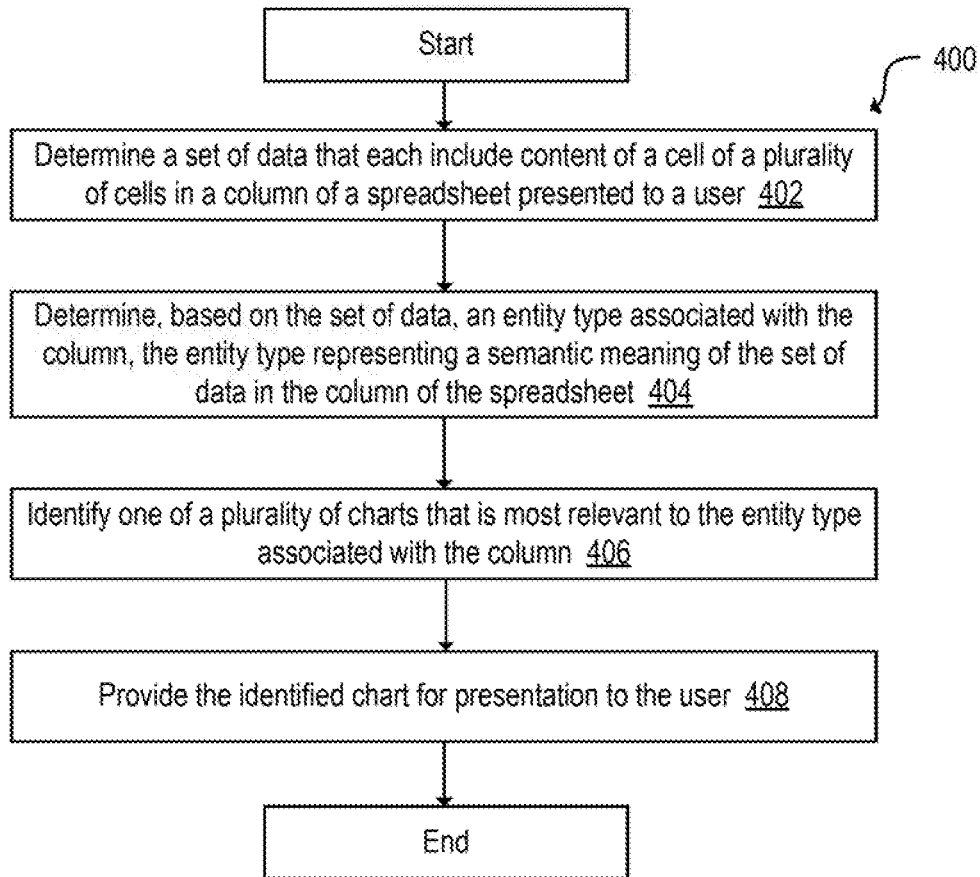 Start
400
Determine a set of data that each include content of a cell of a plurality
of cells in a column of a spreadsheet presented to a user 402
Determine, based on the set of data, an entity type associated with the
column, the entity type representing a semantic meaning of the set of
data in the column of the spreadsheet 404
Identify one of a plurality of charts that is most relevant to the entity type
associated with the column 406
Provide the identified chart for presentation to the user 408
End